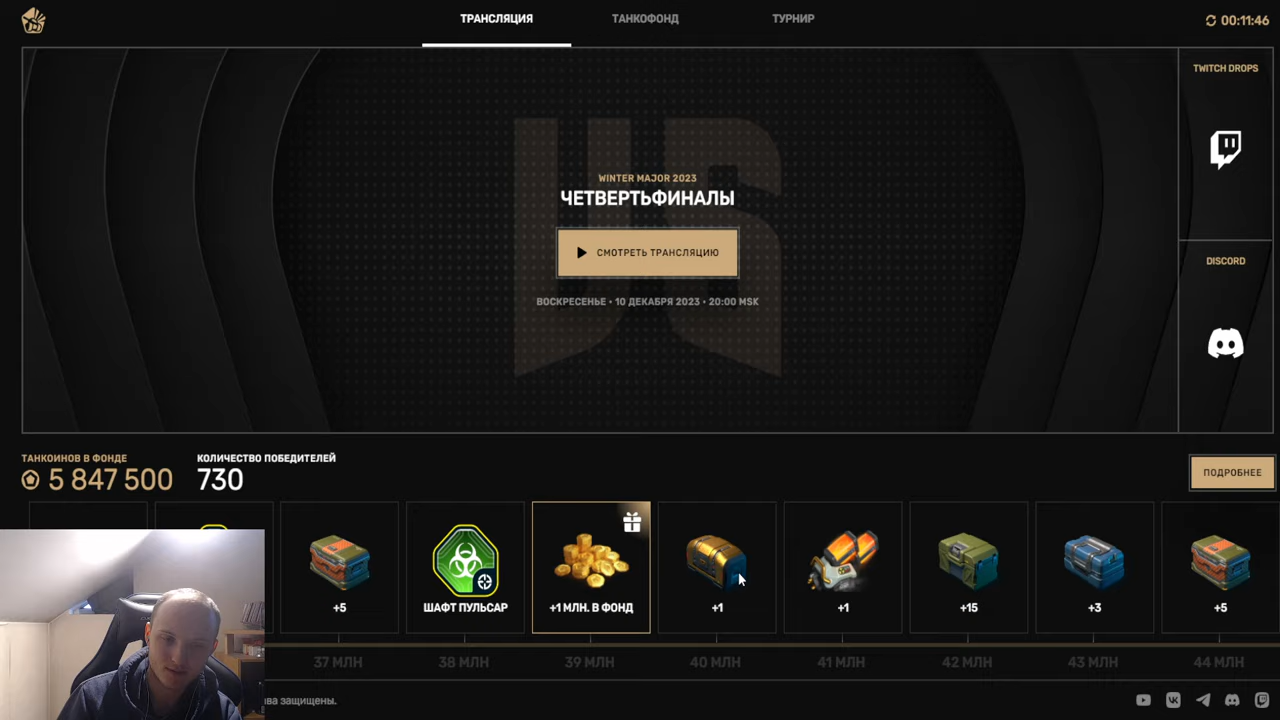 ТРАНСЛЯЦИЯ ТАНКОФОНД ТУРНИР 00:11:46
TWITCH DROPS
WINTER MAJOR 2023
ЧЕТВЕРТЬФИНАЛЫ
СМОТРЕТЬ ТРАНСЛЯЦИЮ
DISCORD
ВОСКРЕСЕНЬЕ • 10 ДЕКАБРЯ 2023 • 20:00 MSK
ТАНКОИНОВ В ФОНДЕ КОЛИЧЕСТВО ПОБЕДИТЕЛЕЙ
5 847 500 730
ПОДРОБНЕЕ
+5 ШАФТ ПУЛЬСАР +1 МЛН. В ФОНД +1 +1 +15 +3 +5
37 МЛН 38 МЛН 39 МЛН 40 МЛН 41 МЛН 42 МЛН 43 МЛН 44 МЛН
защищены.